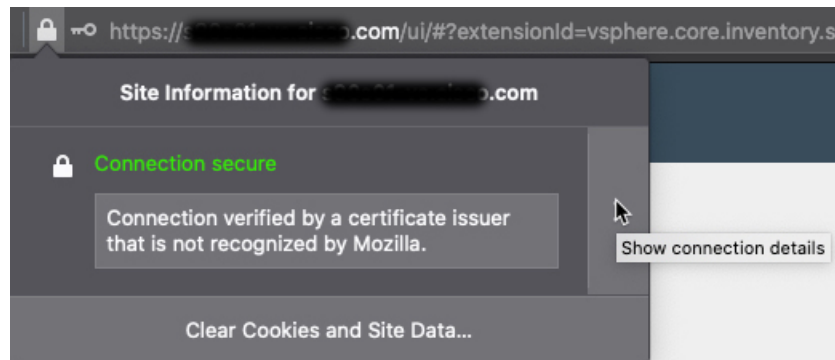 https:// .com/ui/#?extensionId=vsphere.core.inventory.s
Site Information for .com
Connection secure
Connection verified by a certificate issuer
that is not recognized by Mozilla.
Show connection details
Clear Cookies and Site Data...